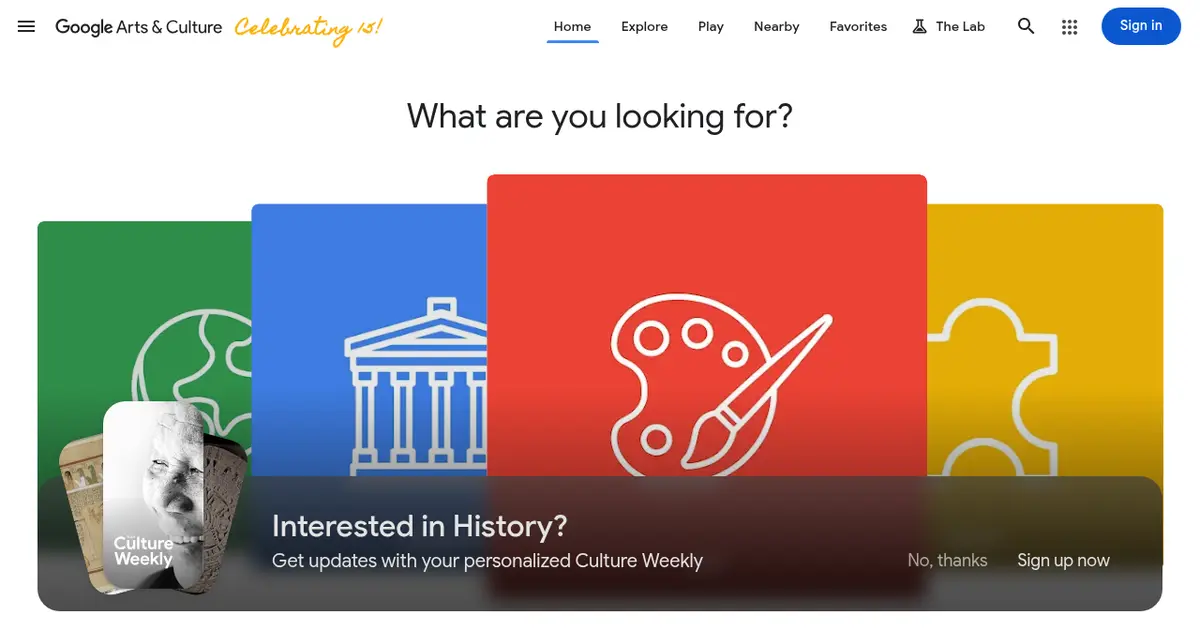 Google Arts & Culture Celebrating 15! Home Explore Play Nearby Favorites The Lab Sign in
What are you looking for?
Culture
Weekly
Interested in History?
Get updates with your personalized Culture Weekly
No, thanks Sign up now